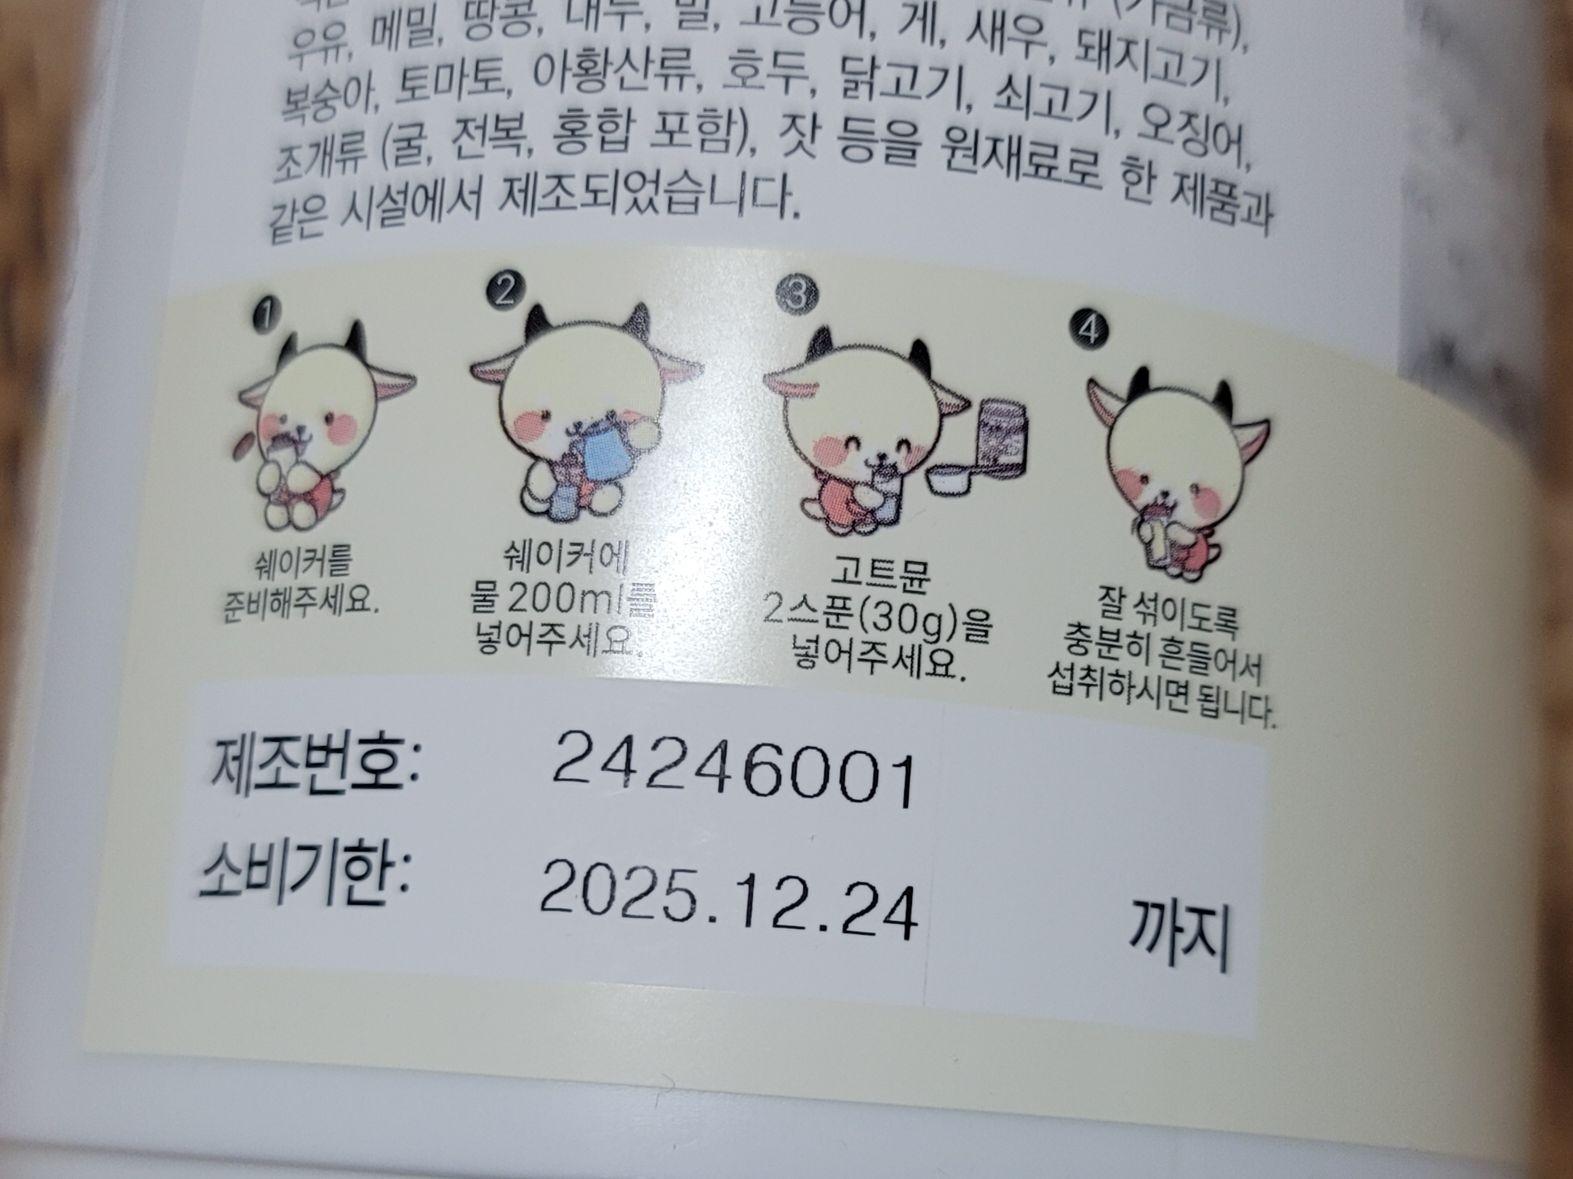 (가금류),
우유, 메밀, 땅콩, 대두, 밀, 고등어, 게, 새우, 돼지고기,
복숭아, 토마토, 아황산류, 호두, 닭고기, 쇠고기, 오징어,
조개류 (굴, 전복, 홍합 포함), 잣 등을 원재료로 한 제품과
같은 시설에서 제조되었습니다.
1
쉐이커를
준비해주세요.
2
쉐이커에
물 200ml를
넣어주세요.
3
고트뮨
2스푼(30g)을
넣어주세요.
4
잘 섞이도록
충분히 흔들어서
섭취하시면 됩니다.
제조번호: 24246001
소비기한: 2025.12.24 까지